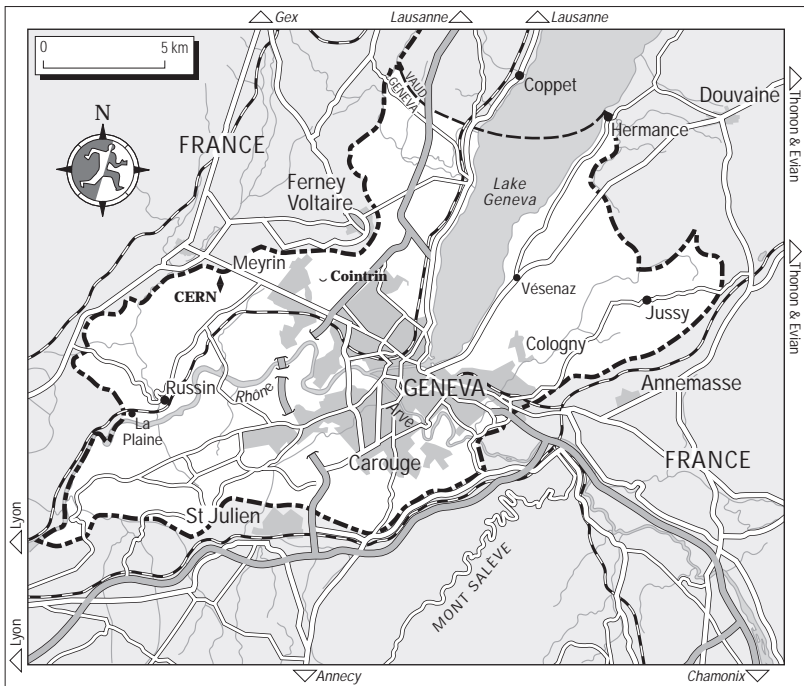 Gex
Lausanne
Lausanne
0 5 km
N
FRANCE
VAUD
GENEVA
Coppet
Douvaine
Hermance
Thonon & Evian
Ferney
Voltaire
Lake
Geneva
Meyrin
Cointrin
CERN
Vésenaz
Jussy
Thonon & Evian
Cologny
Russin
Rhône
GENEVA
Annemasse
La
Plaine
Arve
Carouge
FRANCE
St Julien
Lyon
MONT SALÈVE
Lyon
Annecy
Chamonix